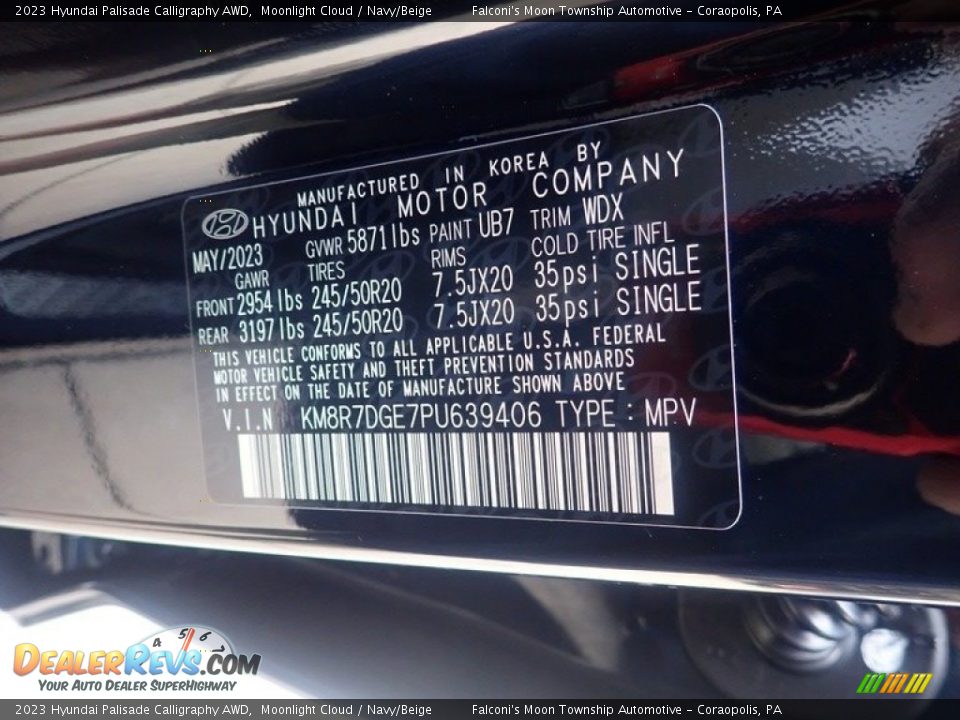 2023 Hyundai Palisade Calligraphy AWD, Moonlight Cloud / Navy/Beige Falconi's Moon Township Automotive - Coraopolis, PA
MANUFACTURED IN KOREA BY
HYUNDAI MOTOR COMPANY
MAY/2023 GVWR 5871lbs PAINT UB7 TRIM WDX
GAWR TIRES RIMS COLD TIRE INFL
FRONT 2954lbs 245/50R20 7.5JX20 35psi SINGLE
REAR 3197lbs 245/50R20 7.5JX20 35psi SINGLE
THIS VEHICLE CONFORMS TO ALL APPLICABLE U.S.A. FEDERAL
MOTOR VEHICLE SAFETY AND THEFT PREVENTION STANDARDS
IN EFFECT ON THE DATE OF MANUFACTURE SHOWN ABOVE
V.I.N KM8R7DGE7PU639406 TYPE : MPV
4 5 6
DEALERREVS.COM
YOUR AUTO DEALER SUPERHIGHWAY
2023 Hyundai Palisade Calligraphy AWD, Moonlight Cloud / Navy/Beige Falconi's Moon Township Automotive - Coraopolis, PA